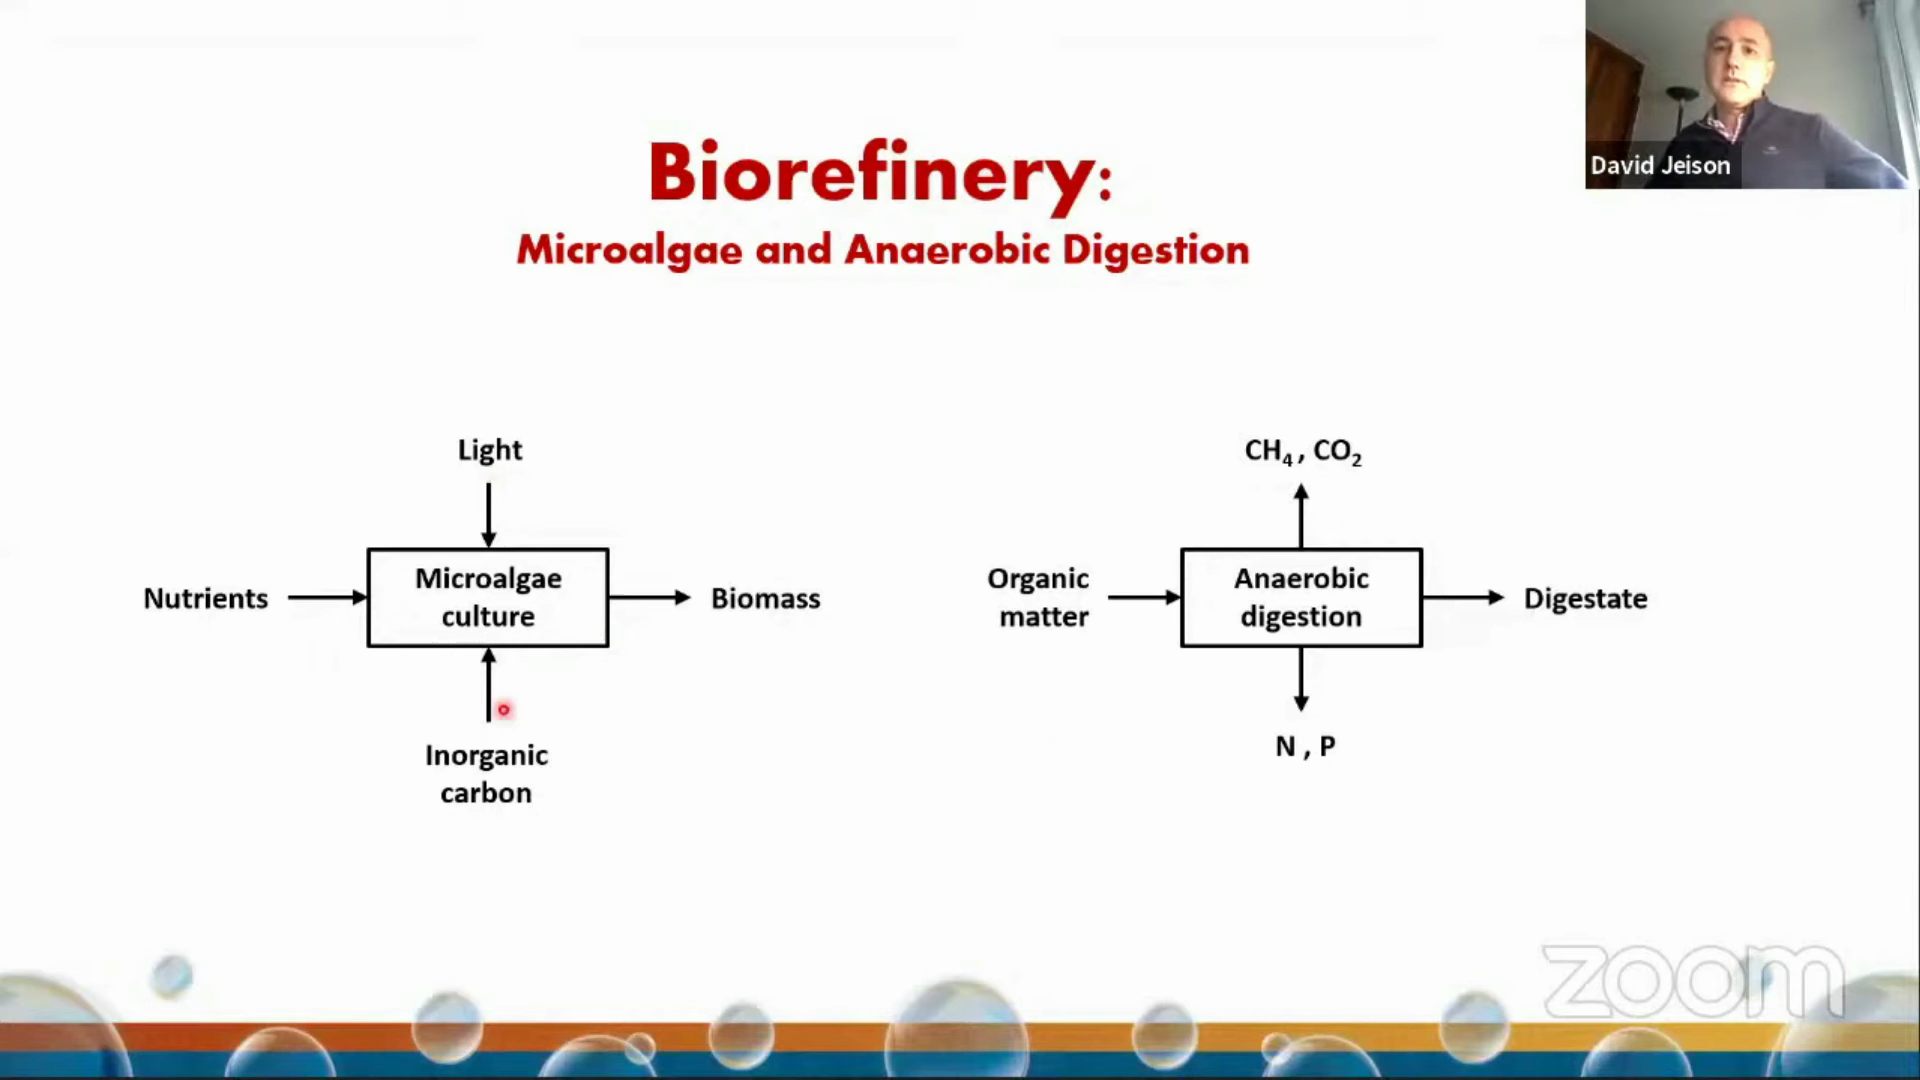 David Jeison
Biorefinery:
Microalgae and Anaerobic Digestion
Light
Nutrients
Microalgae
culture
Biomass
Inorganic
carbon
CH₄ , CO₂
Organic
matter
Anaerobic
digestion
Digestate
N , P
zoom